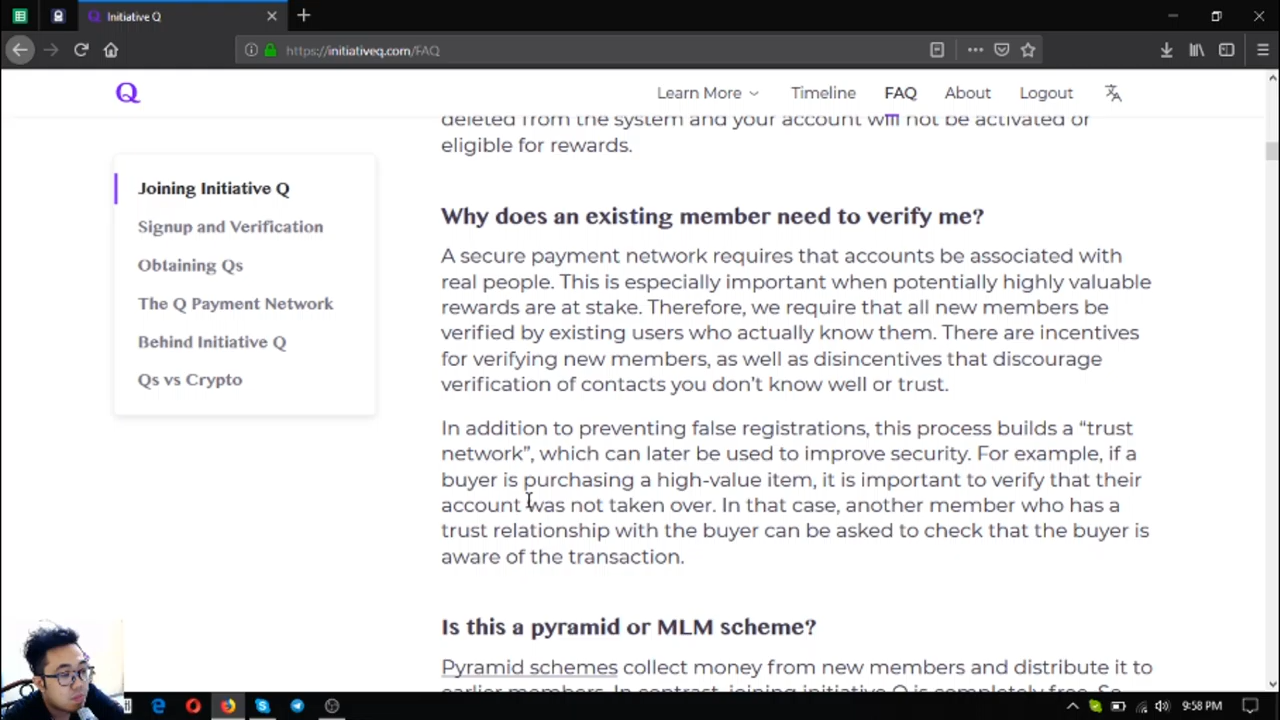 Initiative Q
https://initiativeq.com/FAQ
Q
Learn More
Timeline
FAQ
About
Logout
deleted from the system and your account will not be activated or
eligible for rewards.
Joining Initiative Q
Signup and Verification
Obtaining Qs
The Q Payment Network
Behind Initiative Q
Qs vs Crypto
Why does an existing member need to verify me?
A secure payment network requires that accounts be associated with
real people. This is especially important when potentially highly valuable
rewards are at stake. Therefore, we require that all new members be
verified by existing users who actually know them. There are incentives
for verifying new members, as well as disincentives that discourage
verification of contacts you don’t know well or trust.
In addition to preventing false registrations, this process builds a “trust
network”, which can later be used to improve security. For example, if a
buyer is purchasing a high-value item, it is important to verify that their
account was not taken over. In that case, another member who has a
trust relationship with the buyer can be asked to check that the buyer is
aware of the transaction.
Is this a pyramid or MLM scheme?
Pyramid schemes collect money from new members and distribute it to
earlier members. In contrast, joining initiative Q is completely free. So
9:58 PM